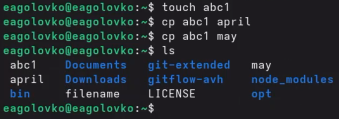 eagolovko@eagolovko:~$ touch abc1
eagolovko@eagolovko:~$ cp abc1 april
eagolovko@eagolovko:~$ cp abc1 may
eagolovko@eagolovko:~$ ls
abc1 Documents git-extended may
april Downloads gitflow-avh node_modules
bin filename LICENSE opt
eagolovko@eagolovko:~$